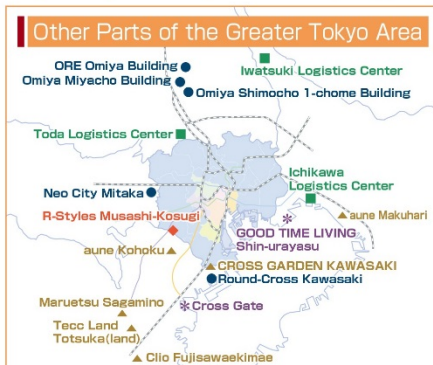 Other Parts of the Greater Tokyo Area
ORE Omiya Building
Omiya Miyacho Building
Iwatsuki Logistics Center
Omiya Shimocho 1-chome Building
Toda Logistics Center
Ichikawa
Logistics Center
Neo City Mitaka
aune Makuhari
R-Styles Musashi-Kosugi
GOOD TIME LIVING
Shin-urayasu
aune Kohoku
CROSS GARDEN KAWASAKI
Round-Cross Kawasaki
Maruetsu Sagamino
Cross Gate
Tecc Land
Totsuka(land)
Clio Fujisawaekimae